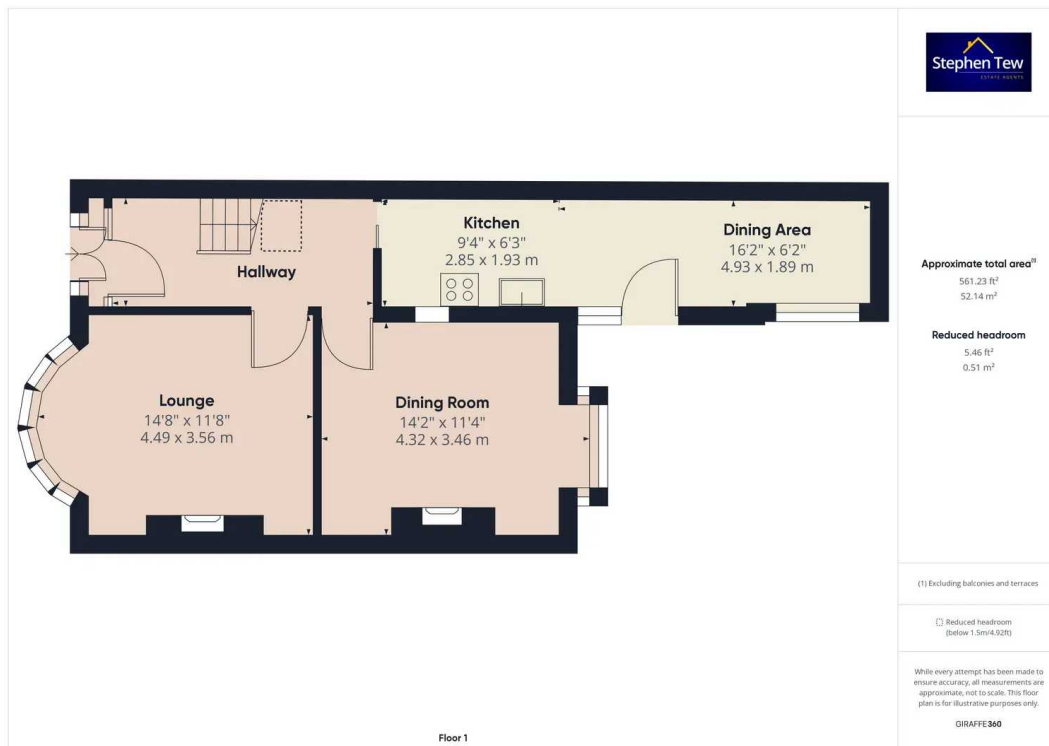 Stephen Tew
ESTATE AGENTS
Kitchen
9'4" x 6'3"
2.85 x 1.93 m
Dining Area
16'2" x 6'2"
4.93 x 1.89 m
Hallway
Lounge
14'8" x 11'8"
4.49 x 3.56 m
Dining Room
14'2" x 11'4"
4.32 x 3.46 m
Floor 1
Approximate total area(1)
561.23 ft²
52.14 m²
Reduced headroom
5.46 ft²
0.51 m²
(1) Excluding balconies and terraces
Reduced headroom
(below 1.5m/4.92ft)
While every attempt has been made to
ensure accuracy, all measurements are
approximate, not to scale. This floor
plan is for illustrative purposes only.
GIRAFFE360